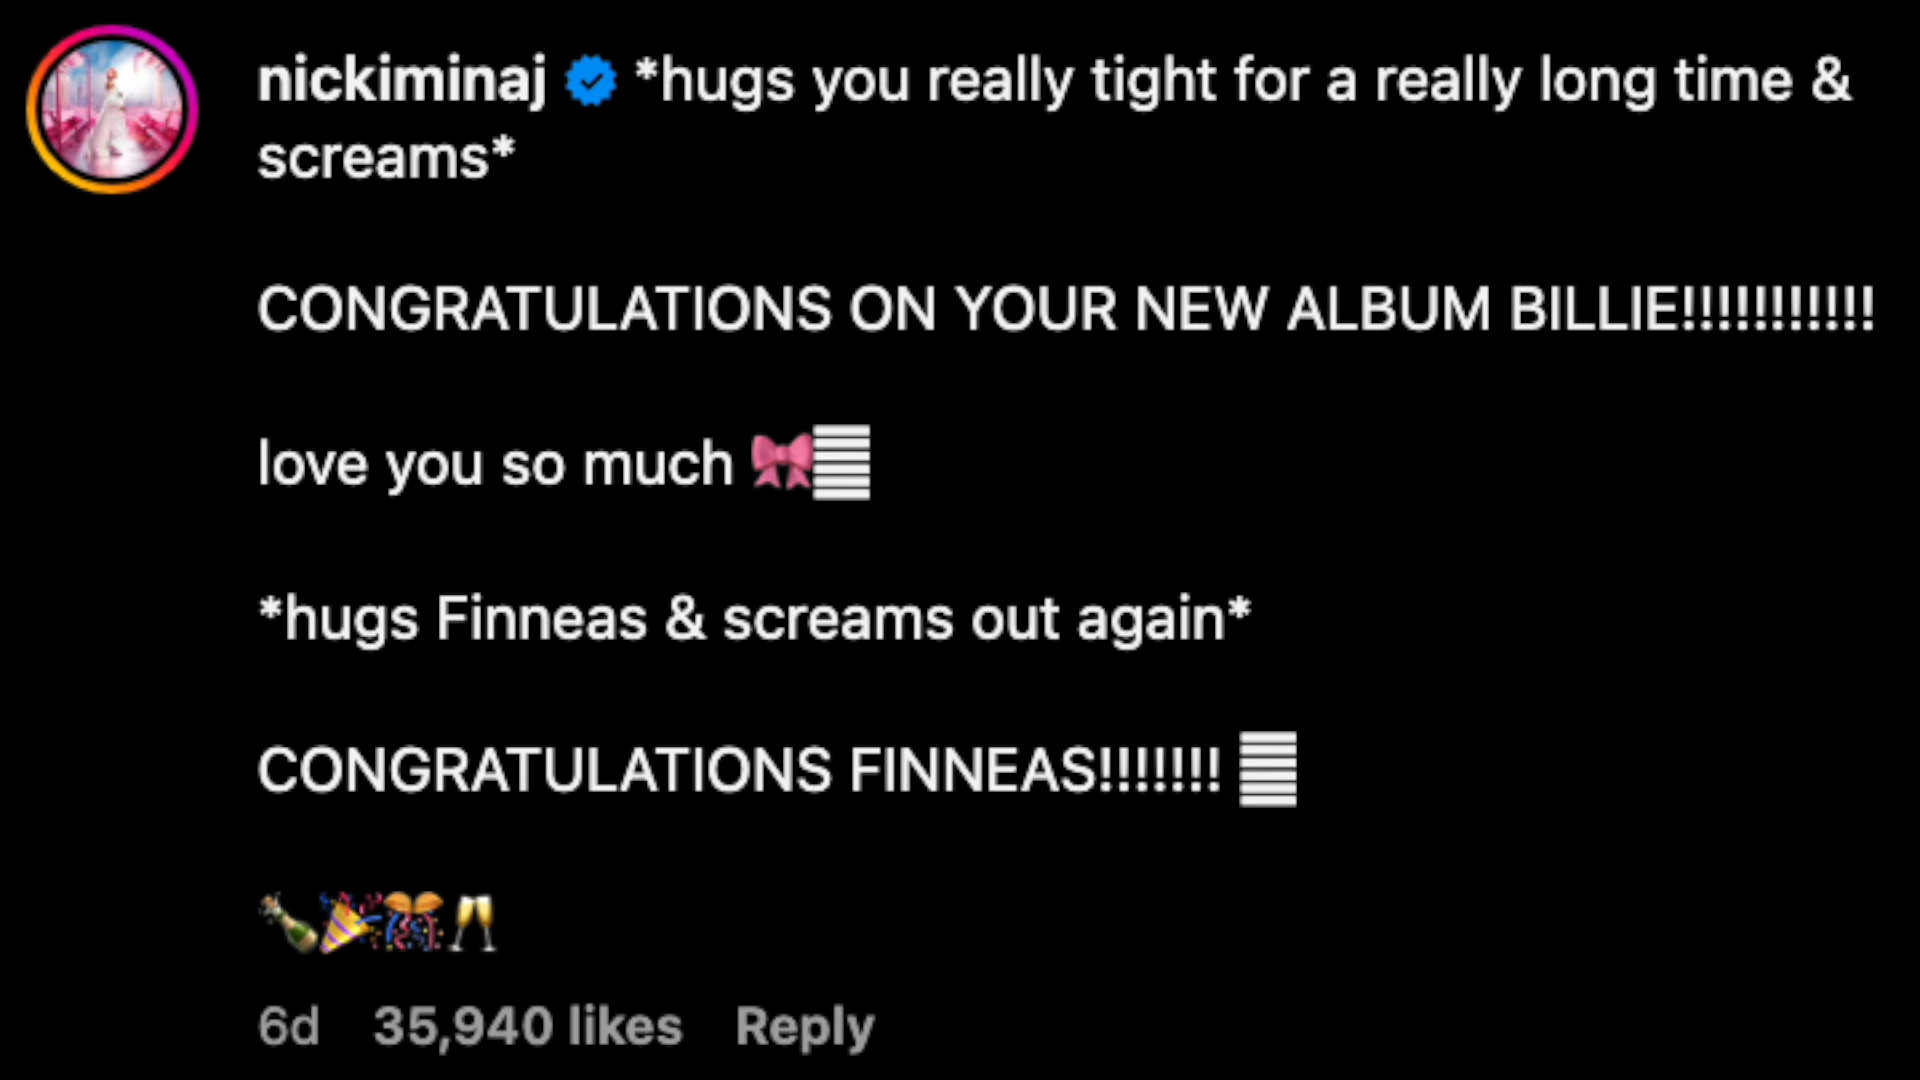 nickiminaj *hugs you really tight for a really long time &
screams*
CONGRATULATIONS ON YOUR NEW ALBUM BILLIE!!!!!!!!!!!
love you so much 🎀
*hugs Finneas & screams out again*
CONGRATULATIONS FINNEAS!!!!!!!
🍾🎉🎊🥂
6d 35,940 likes Reply